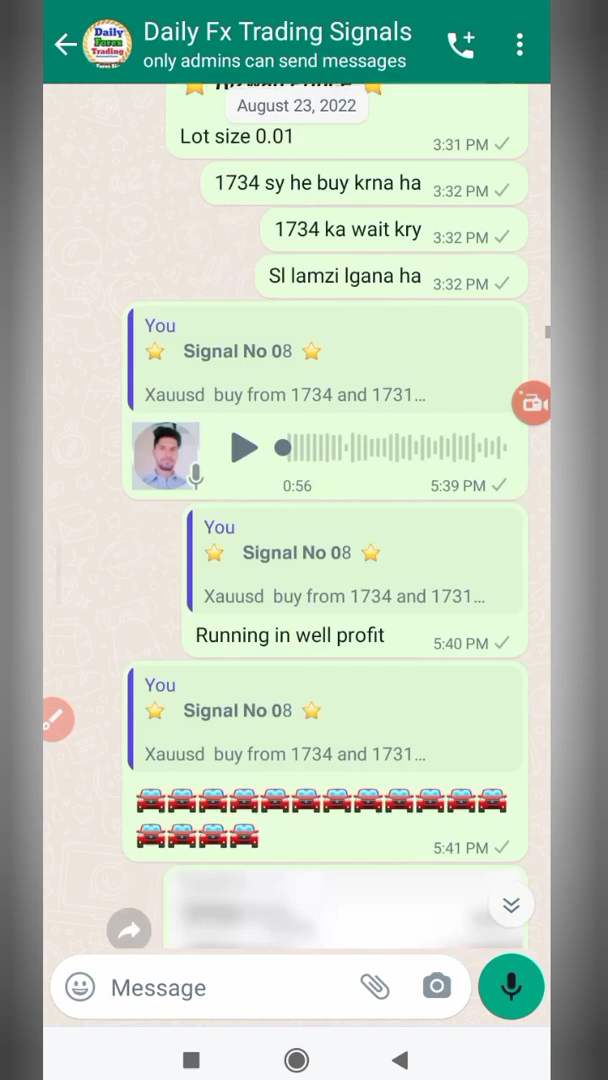 Daily Fx Trading Signals
only admins can send messages
Daily
Forex
Trading
August 23, 2022
Lot size 0.01
3:31 PM
1734 sy he buy krna ha
3:32 PM
1734 ka wait kry
3:32 PM
Sl lamzi lgana ha
3:32 PM
You
Signal No 08
Xauusd buy from 1734 and 1731...
0:56
5:39 PM
You
Signal No 08
Xauusd buy from 1734 and 1731...
Running in well profit
5:40 PM
You
Signal No 08
Xauusd buy from 1734 and 1731...
5:41 PM
Message